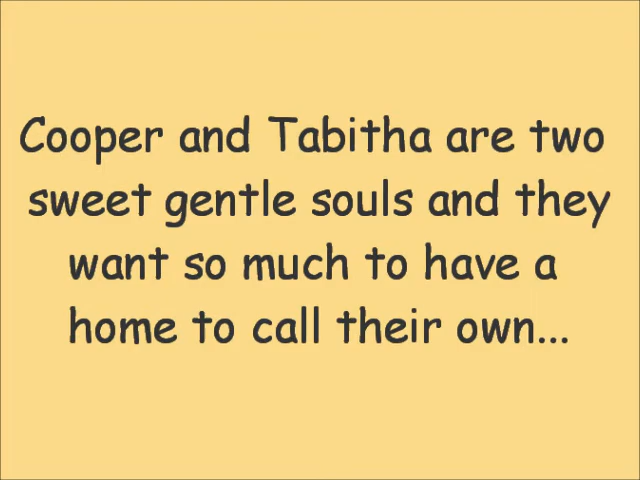 Cooper and Tabitha are two
sweet gentle souls and they
want so much to have a
home to call their own...